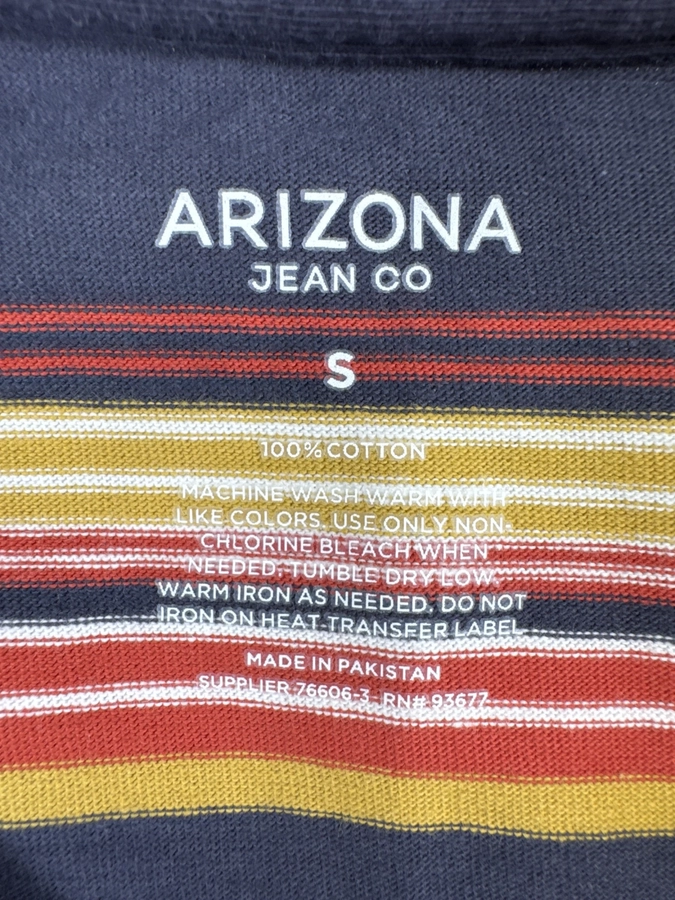 ARIZONA
JEAN CO
S
100% COTTON
MACHINE WASH WARM WITH
LIKE COLORS. USE ONLY NON-
CHLORINE BLEACH WHEN
NEEDED. TUMBLE DRY LOW.
WARM IRON AS NEEDED. DO NOT
IRON ON HEAT TRANSFER LABEL
MADE IN PAKISTAN
SUPPLIER 76606-3 RN# 93677